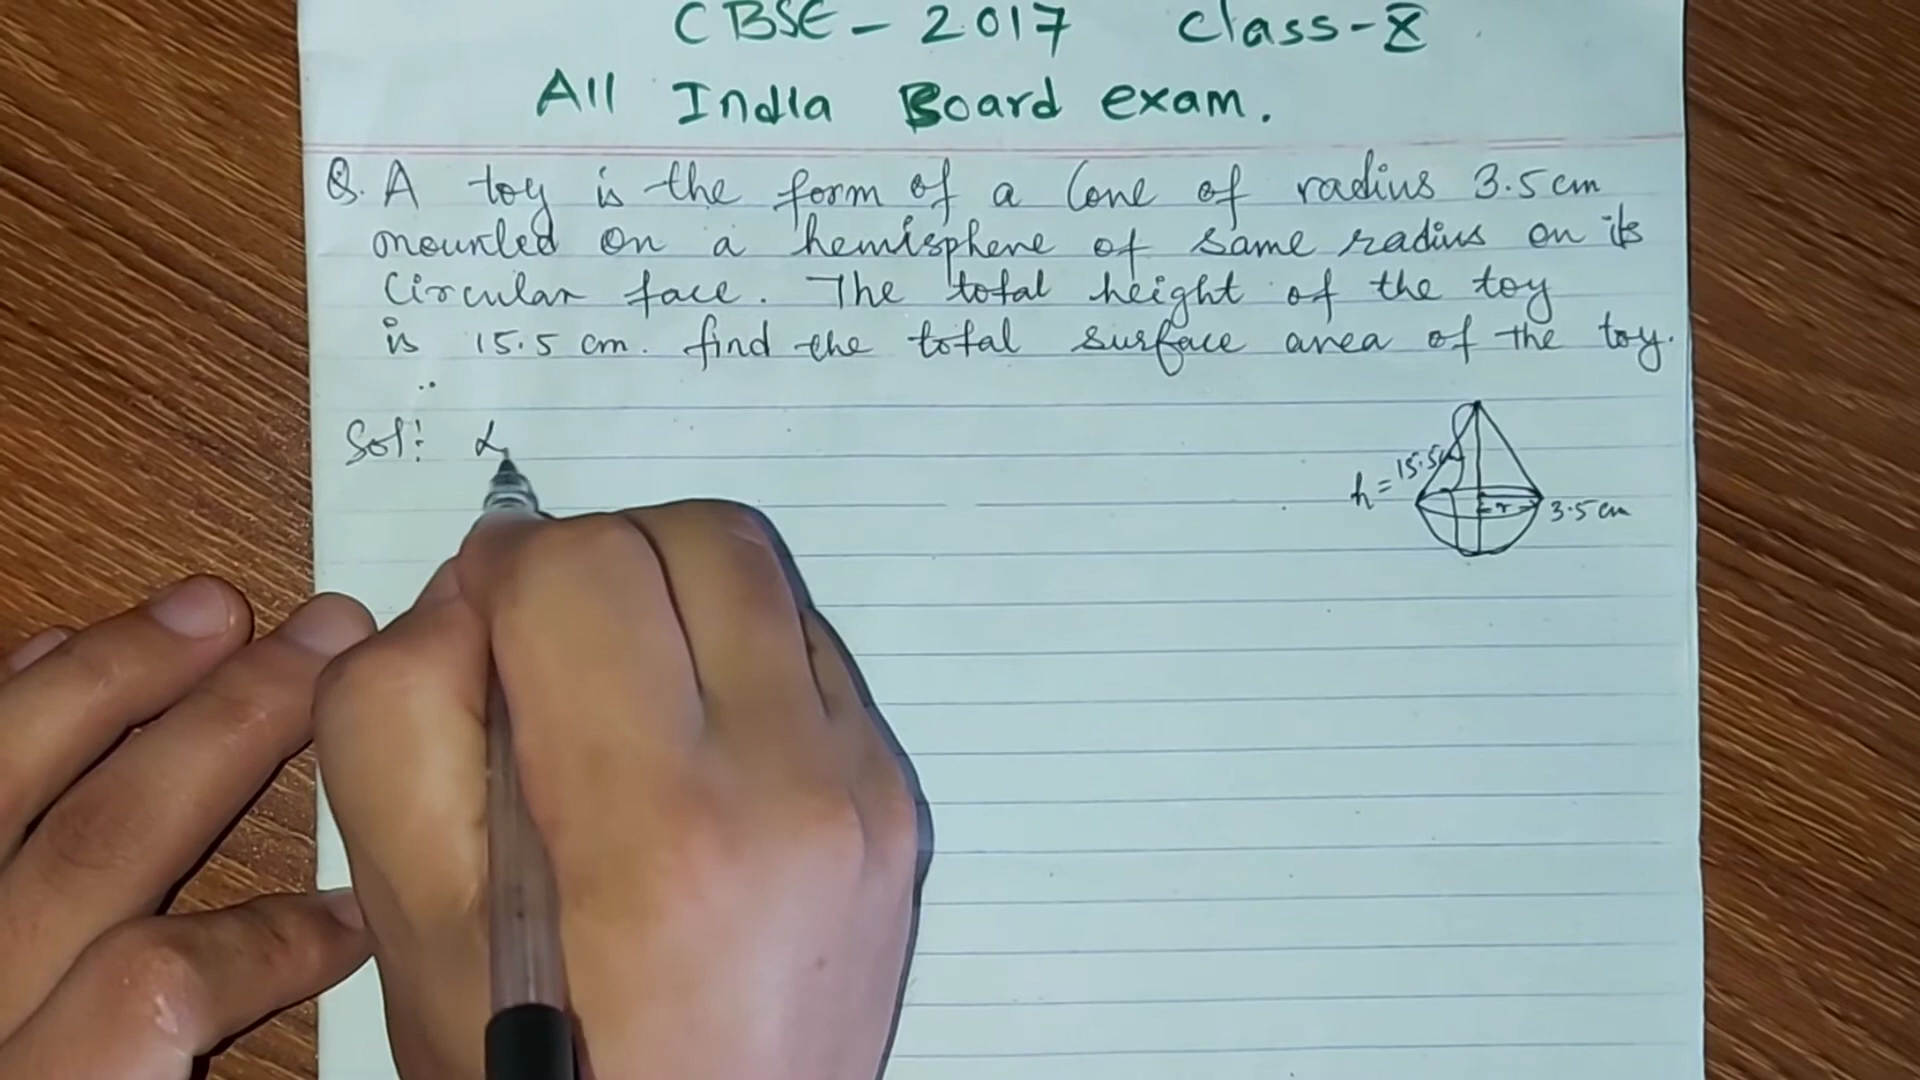 CBSE - 2017 Class-X
All India Board exam.
Q. A toy is the form of a Cone of radius 3.5 cm
mounted on a hemisphere of same radius on its
Circular face. The total height of the toy
is 15.5 cm. find the total surface area of the toy.
Sol:
h = 15.5
r
3.5 cm